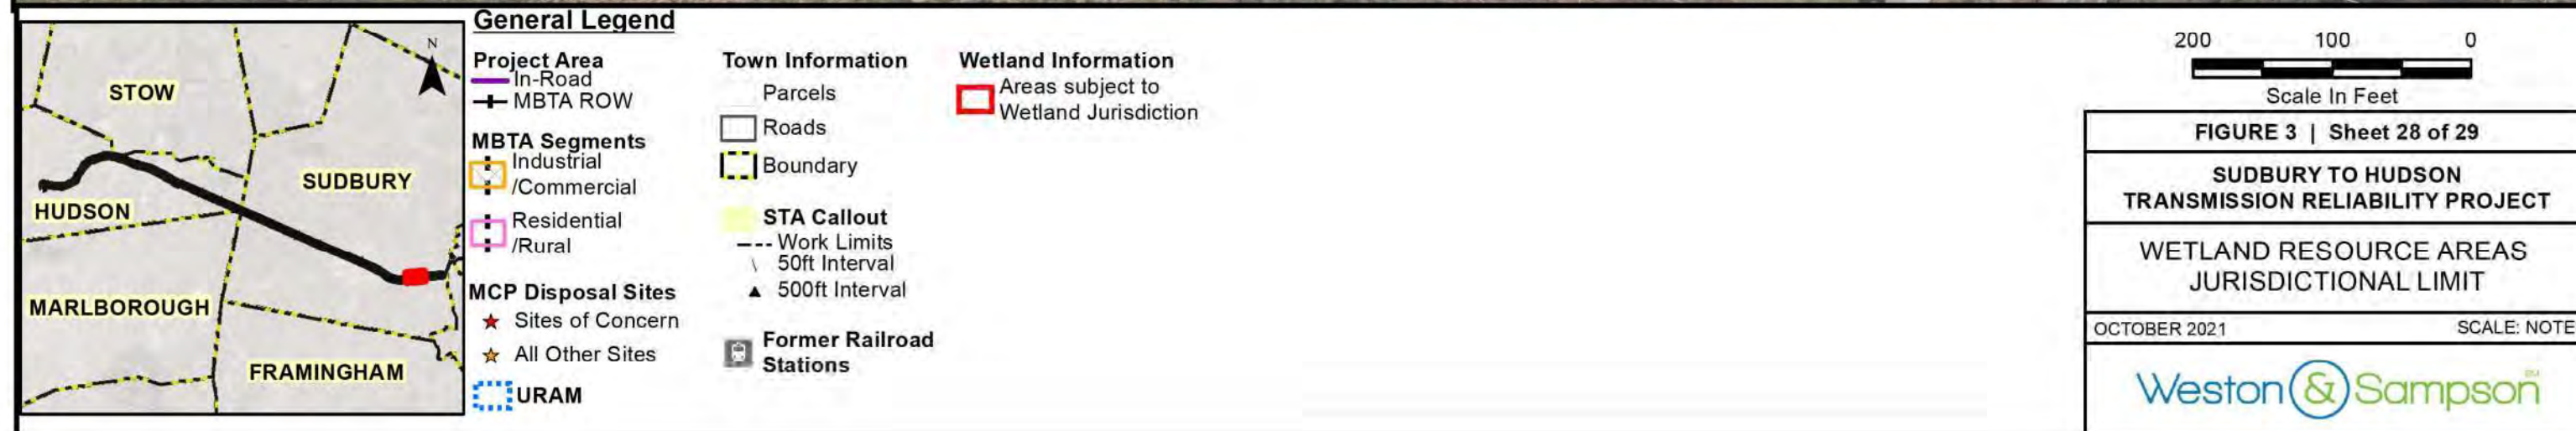 N
STOW
SUDBURY
HUDSON
MARLBOROUGH
FRAMINGHAM
General Legend
Project Area
In-Road
MBTA ROW
MBTA Segments
Industrial
/Commercial
Residential
/Rural
MCP Disposal Sites
Sites of Concern
All Other Sites
URAM
Town Information
Parcels
Roads
Boundary
STA Callout
Work Limits
50ft Interval
500ft Interval
Former Railroad
Stations
Wetland Information
Areas subject to
Wetland Jurisdiction
200 100 0
Scale In Feet
FIGURE 3 | Sheet 28 of 29
SUDBURY TO HUDSON
TRANSMISSION RELIABILITY PROJECT
WETLAND RESOURCE AREAS
JURISDICTIONAL LIMIT
OCTOBER 2021 SCALE: NOTE
Weston & Sampson